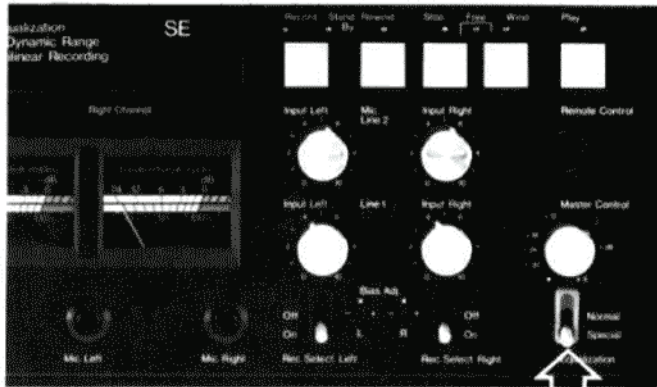 ualization
Dynamic Range
linear Recording
SE
Record Stand By Rewind Stop Free Wind Play
Right Channel
Input Left Mic Line 2 Input Right Remote Control
Input Left Line 1 Input Right Master Control
Bias Adj.
Off Off Normal
On L R On Special
Mic Left Mic Right Rec Select Left Rec Select Right